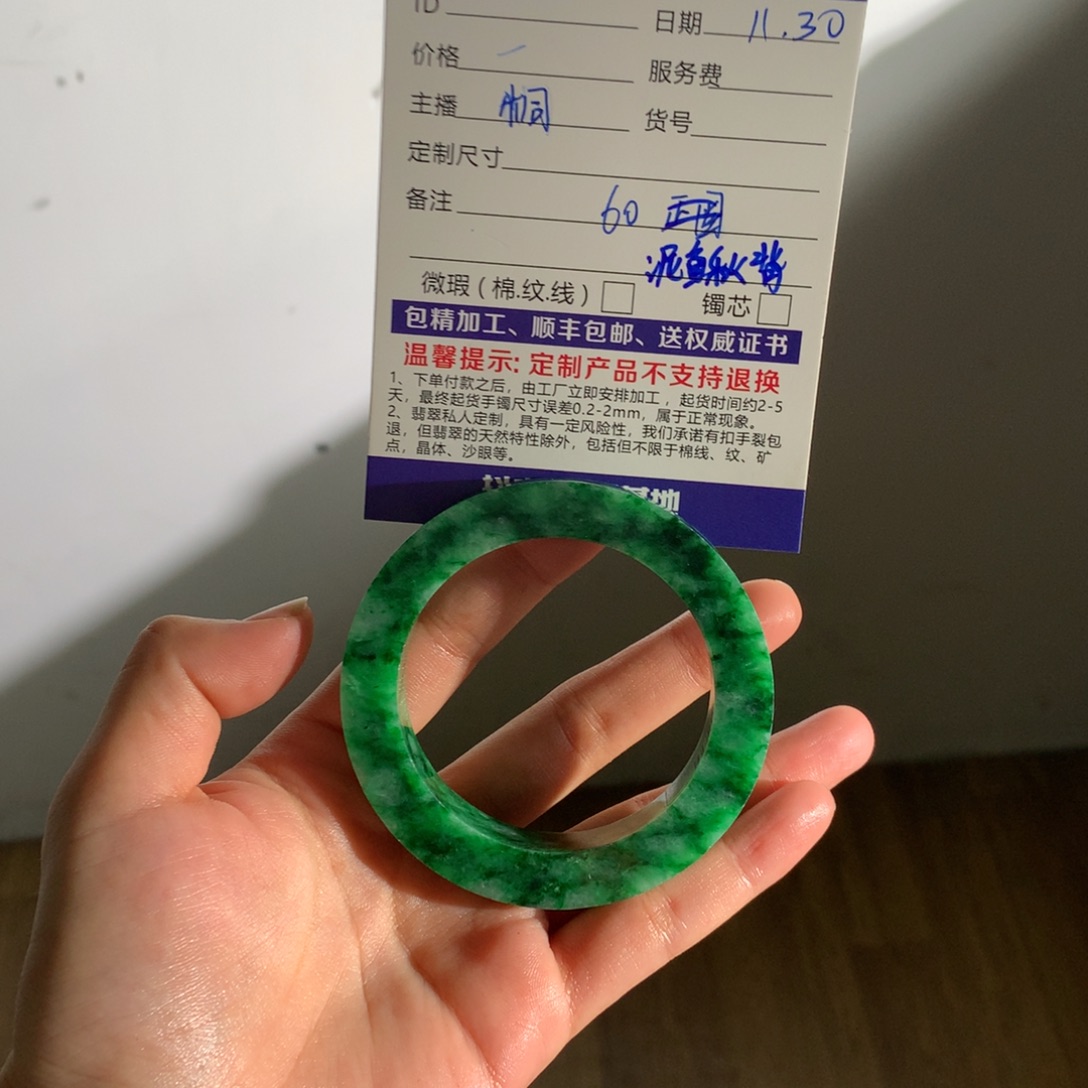 ID 日期 11.30
价格 服务费
主播 货号
定制尺寸
备注 60 正圈
微瑕(棉.纹.线) 镯芯
包精加工、顺丰包邮、送权威证书
温馨提示:定制产品不支持退换
1、下单付款之后,由工厂立即安排加工,起货时间约2-5
天,最终起货手镯尺寸误差0.2-2mm,属于正常现象。
2、翡翠私人定制,具有一定风险性,我们承诺有扣手裂包
退,但翡翠的天然特性除外,包括但不限于棉线、纹、矿
点,晶体、沙眼等。
基地